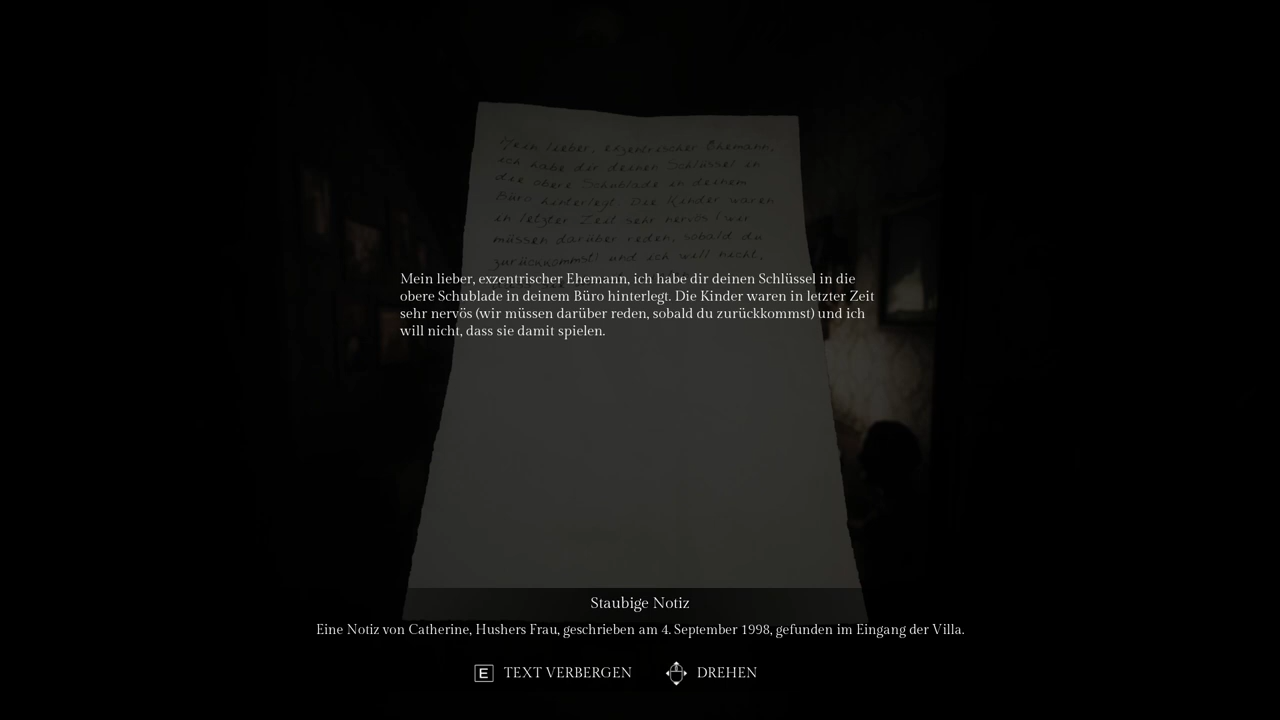 Mein lieber, exzentrischer Ehemann,
ich habe dir deinen Schlüssel in
die obere Schublade in deinem
Büro hinterlegt. Die Kinder waren
in letzter Zeit sehr nervös (wir
müssen darüber reden, sobald du
zurückkommst) und ich will nicht,
Mein lieber, exzentrischer Ehemann, ich habe dir deinen Schlüssel in die
obere Schublade in deinem Büro hinterlegt. Die Kinder waren in letzter Zeit
sehr nervös (wir müssen darüber reden, sobald du zurückkommst) und ich
will nicht, dass sie damit spielen.
Staubige Notiz
Eine Notiz von Catherine, Hushers Frau, geschrieben am 4. September 1998, gefunden im Eingang der Villa.
E TEXT VERBERGEN DREHEN